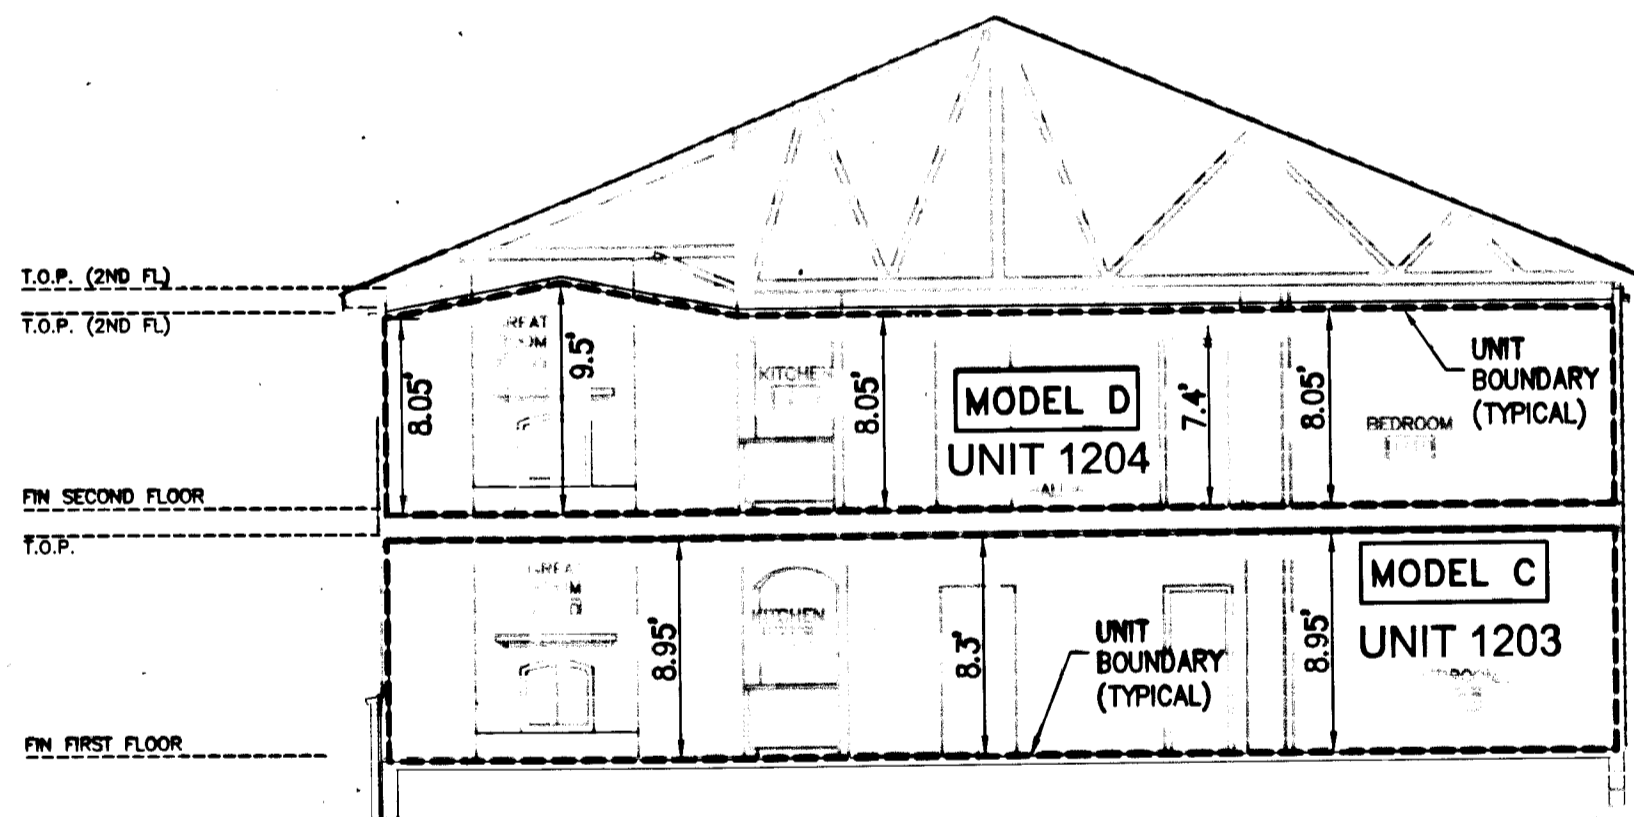 T.O.P. (2ND FL)
T.O.P. (2ND FL)
FIN SECOND FLOOR
T.O.P.
FIN FIRST FLOOR
8.05'
9.5'
KITCHEN
8.05'
MODEL D
UNIT 1204
7.4'
8.05'
UNIT
BOUNDARY
(TYPICAL)
BEDROOM
8.95'
KITCHEN
8.3'
UNIT
BOUNDARY
(TYPICAL)
8.95'
MODEL C
UNIT 1203